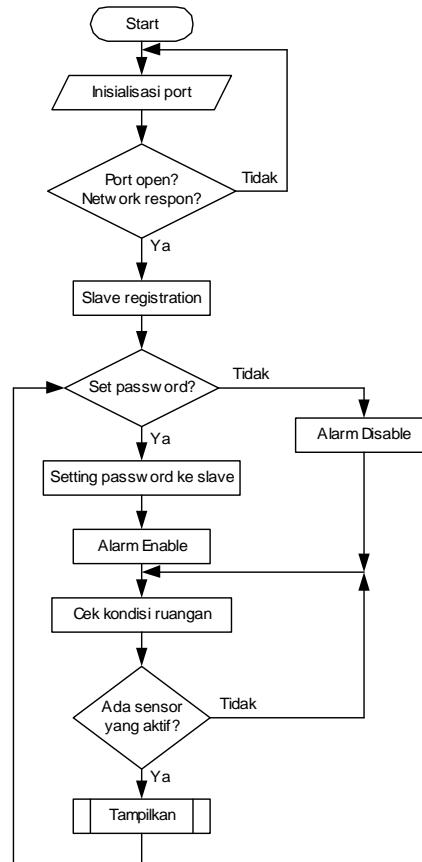 Start
Inisialisasi port
Port open?
Network respon?
Tidak
Ya
Slave registration
Set password?
Tidak
Ya
Alarm Disable
Setting password ke slave
Alarm Enable
Cek kondisi ruangan
Ada sensor
yang aktif?
Tidak
Ya
Tampilkan